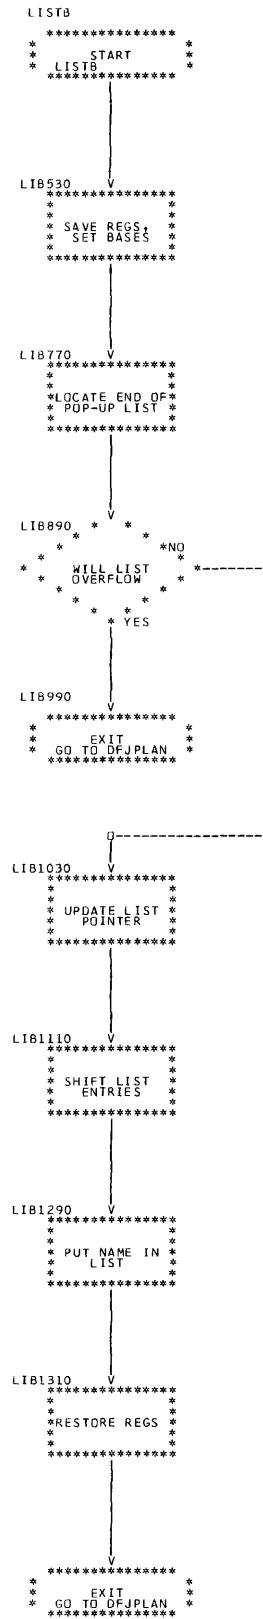 LISTB
START
LISTB
LIB530
SAVE REGS,
SET BASES
LIB770
LOCATE END OF
POP-UP LIST
LIB890
NO
WILL LIST
OVERFLOW
YES
LIB990
EXIT
GO TO DFJPLAN
LIB1030
UPDATE LIST
POINTER
LIB1110
SHIFT LIST
ENTRIES
LIB1290
PUT NAME IN
LIST
LIB1310
RESTORE REGS
EXIT
GO TO DFJPLAN